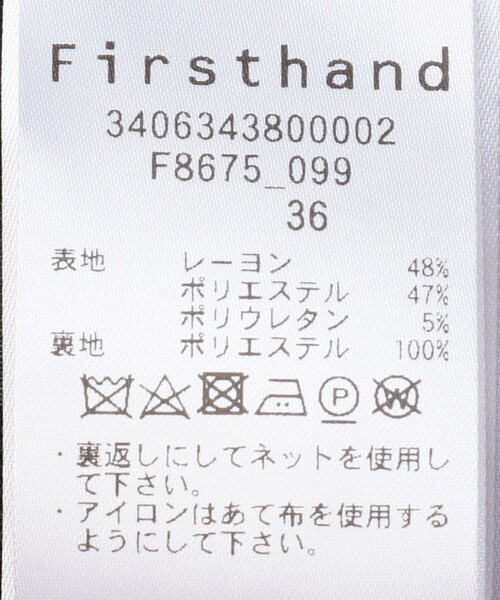 Firsthand
3406343800002
F8675_099
36
表地 レーヨン 48%
ポリエステル 47%
ポリウレタン 5%
裏地 ポリエステル 100%
P W
・裏返しにしてネットを使用し
て下さい。
・アイロンはあて布を使用する
ようにして下さい。